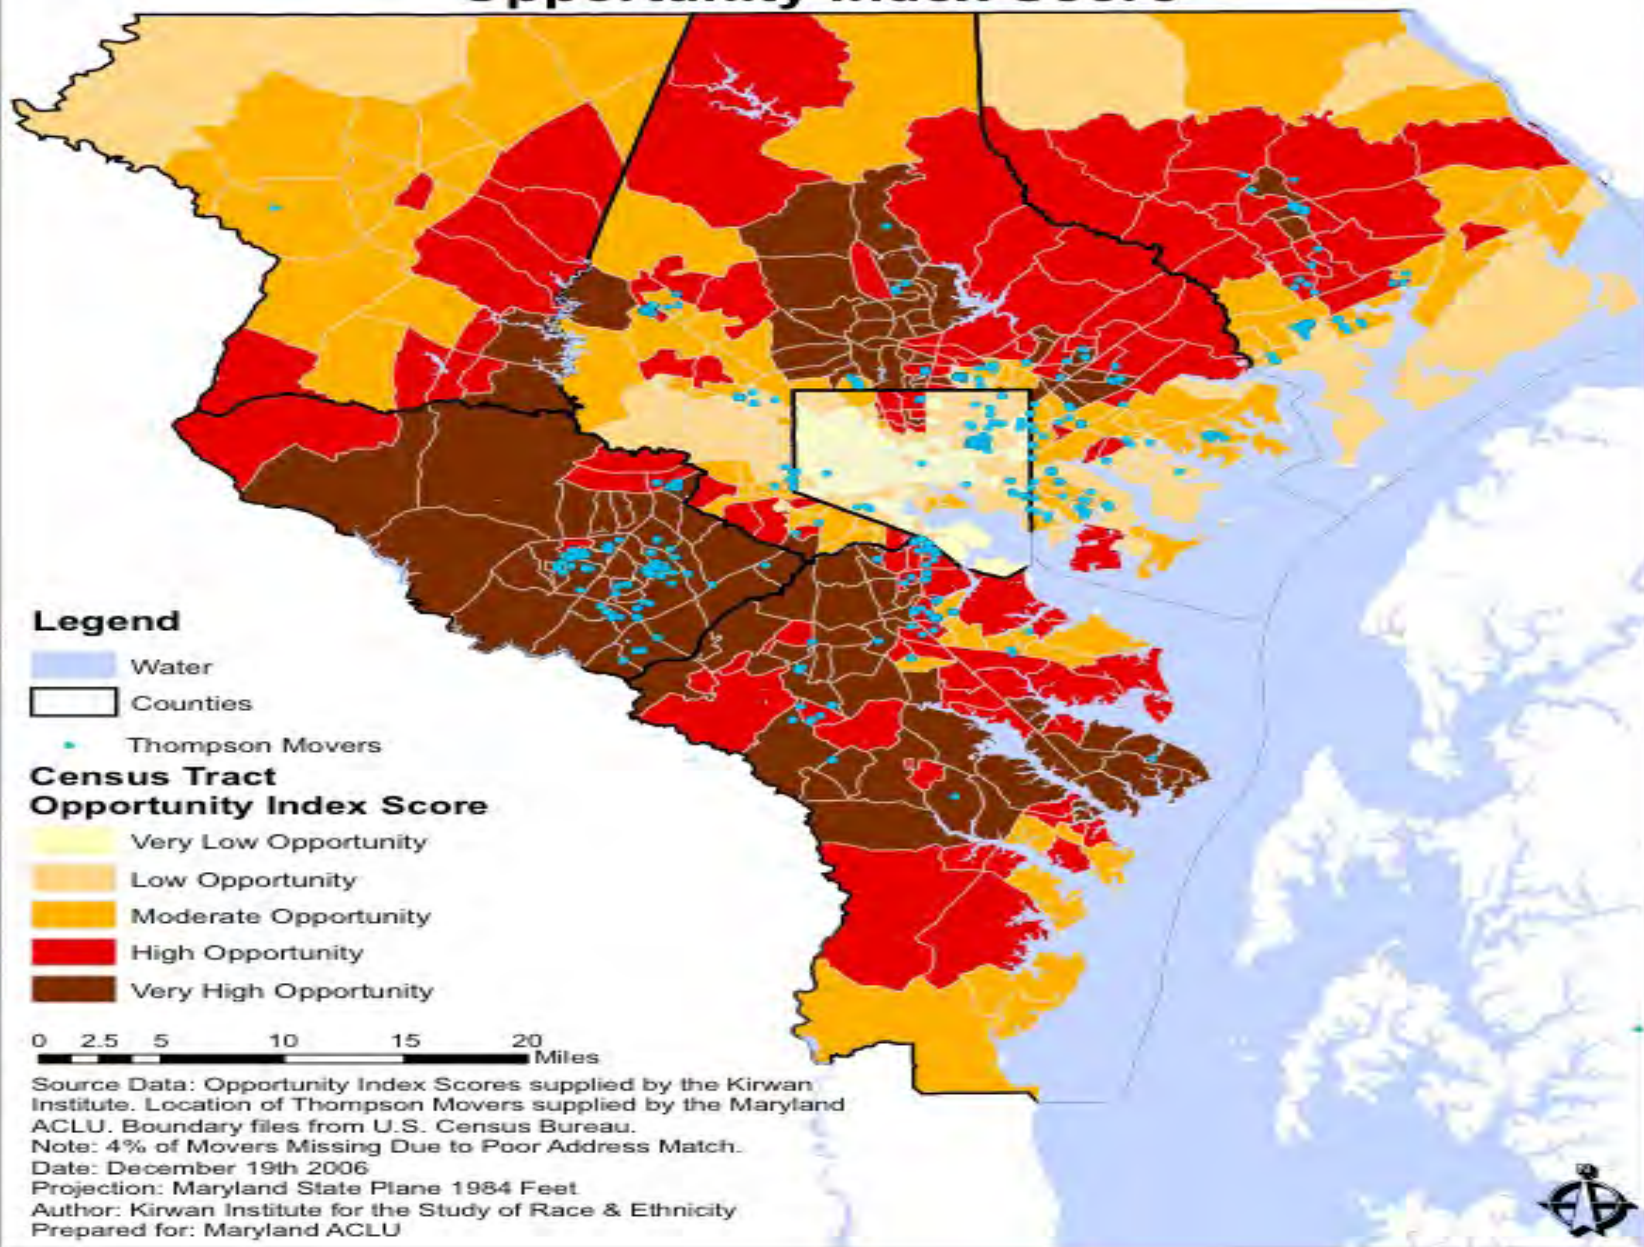 Opportunity Index Score
Legend
Water
Counties
Thompson Movers
Census Tract
Opportunity Index Score
Very Low Opportunity
Low Opportunity
Moderate Opportunity
High Opportunity
Very High Opportunity
0 2.5 5 10 15 20
Miles
Source Data: Opportunity Index Scores supplied by the Kirwan
Institute. Location of Thompson Movers supplied by the Maryland
ACLU. Boundary files from U.S. Census Bureau.
Note: 4% of Movers Missing Due to Poor Address Match.
Date: December 19th 2006
Projection: Maryland State Plane 1984 Feet
Author: Kirwan Institute for the Study of Race & Ethnicity
Prepared for: Maryland ACLU